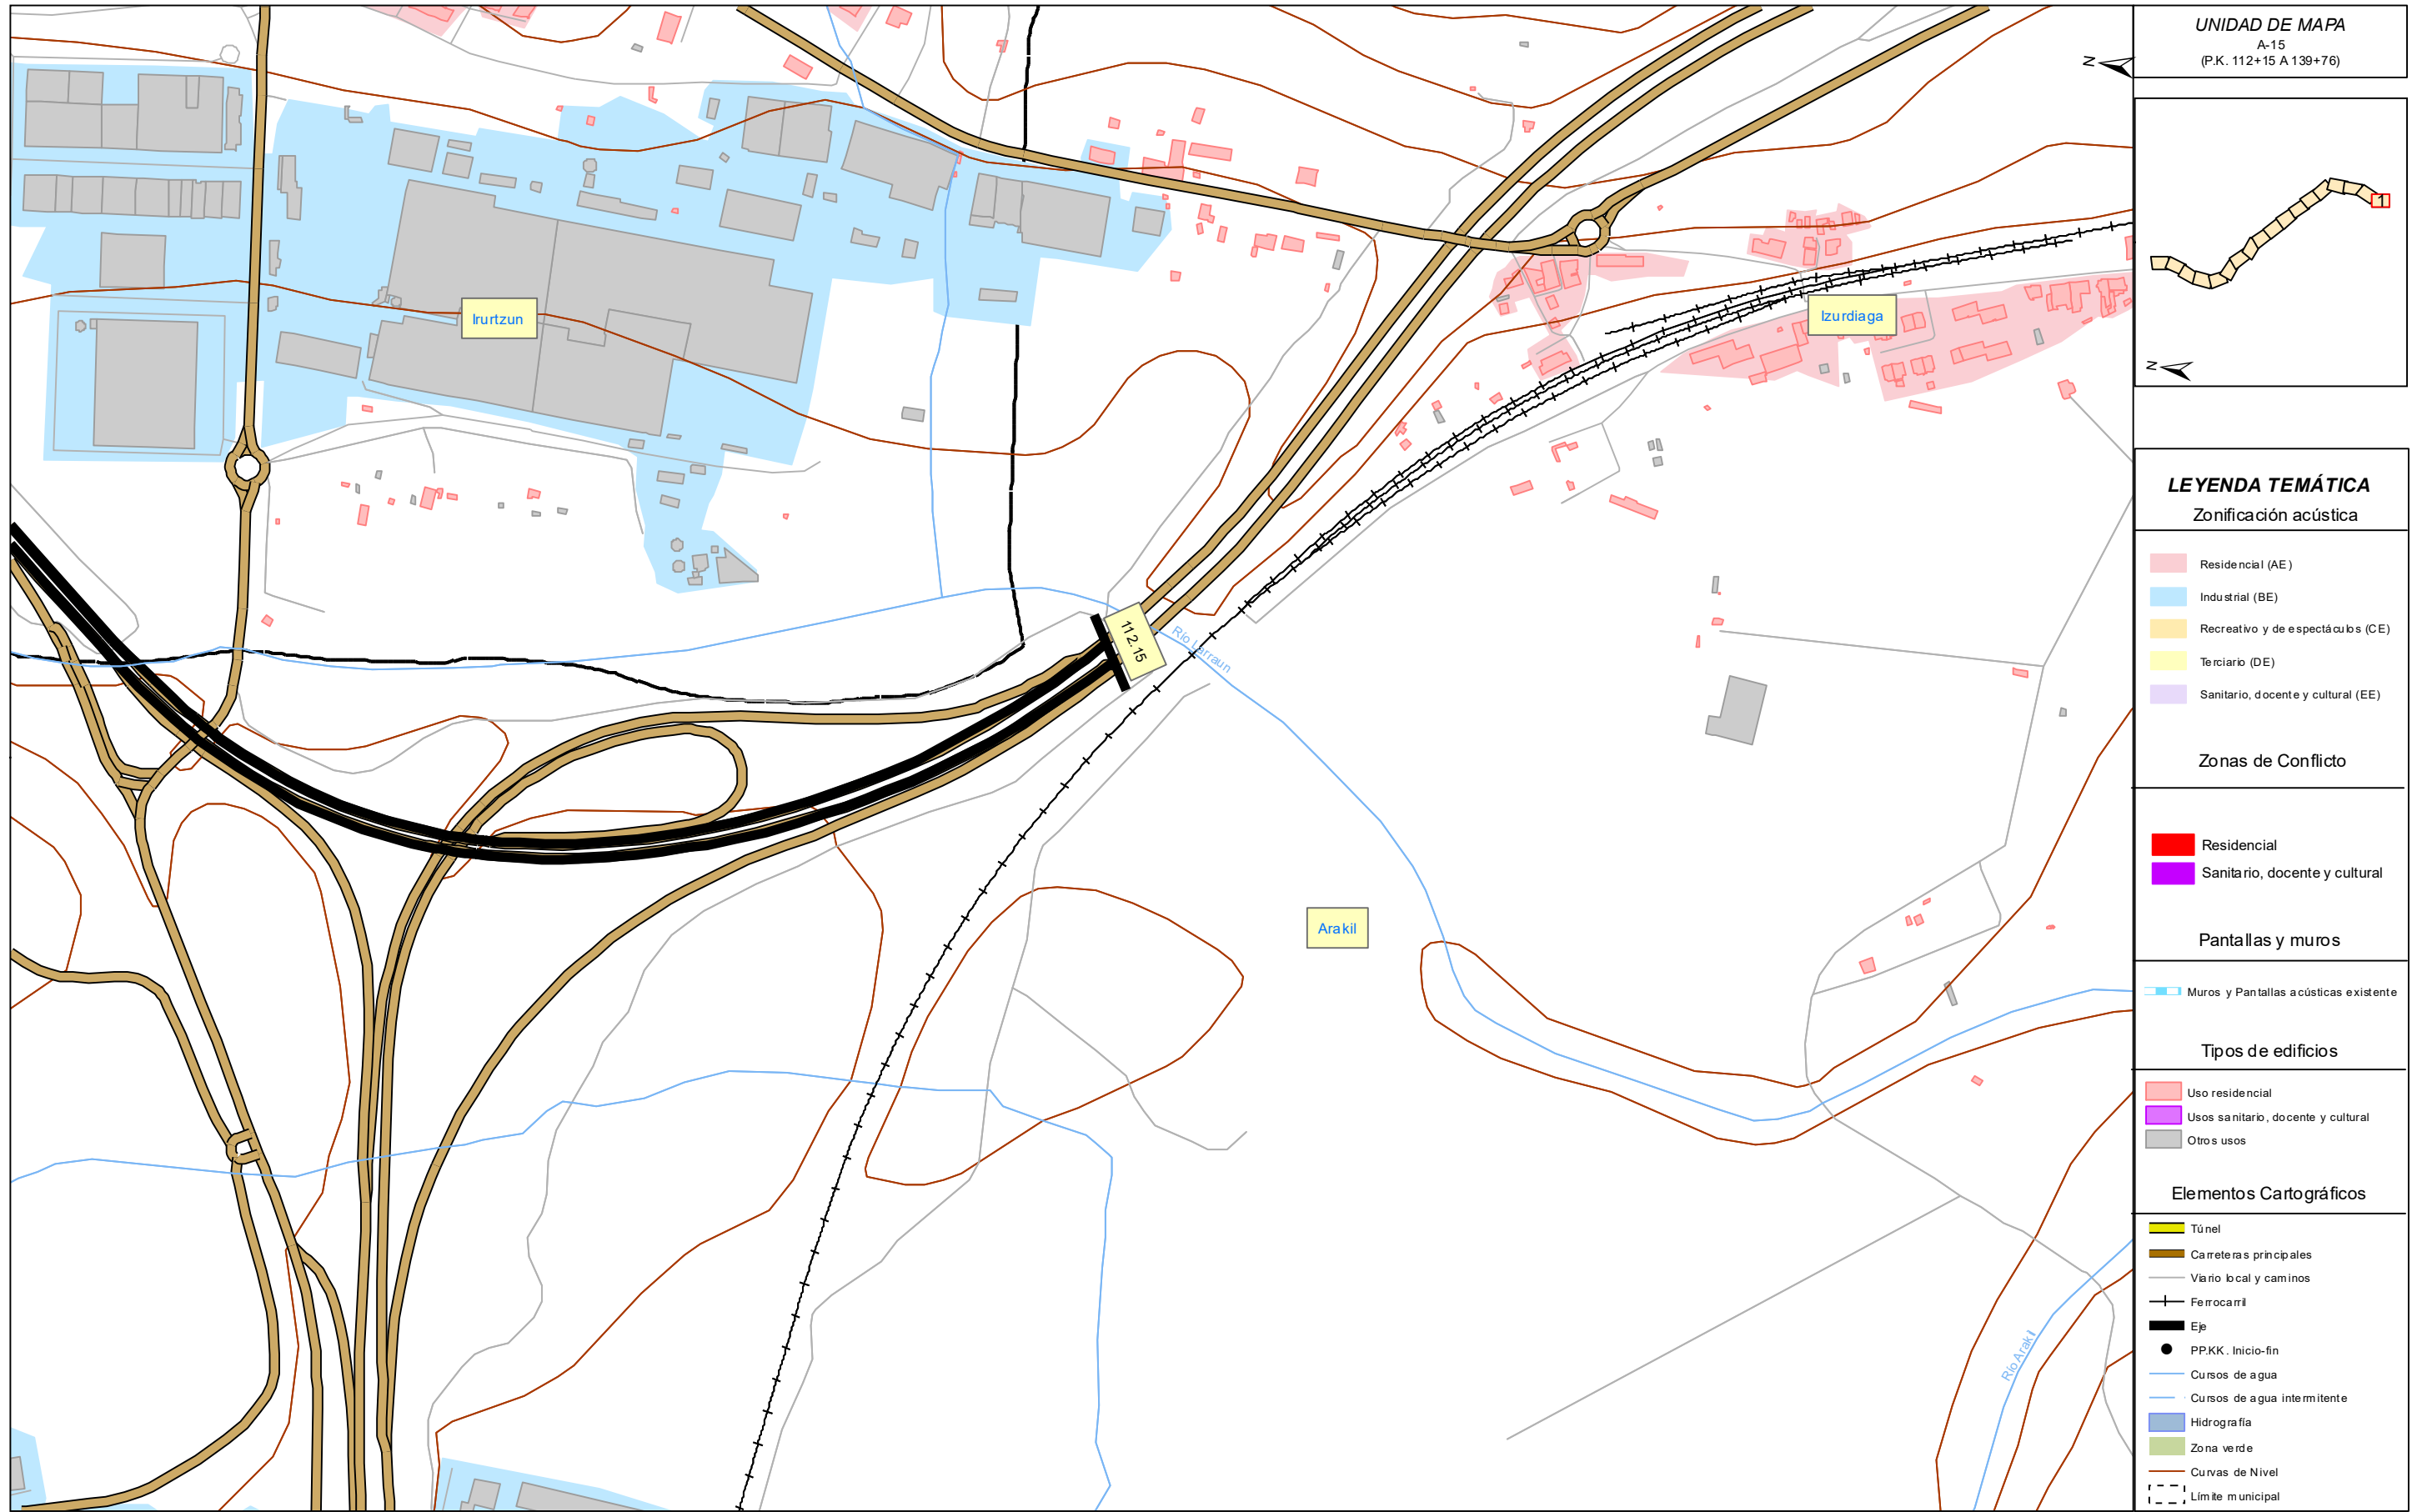 UNIDAD DE MAPA
A-15
(P.K. 112+15 A 139+76)
N
1
N
Irurtzun
Izurdiaga
112.15
Río Larraun
Arakil
Río Arakil
LEYENDA TEMÁTICA
Zonificación acústica
Residencial (AE)
Industrial (BE)
Recreativo y de espectáculos (CE)
Terciario (DE)
Sanitario, docente y cultural (EE)
Zonas de Conflicto
Residencial
Sanitario, docente y cultural
Pantallas y muros
Muros y Pantallas acústicas existente
Tipos de edificios
Uso residencial
Usos sanitario, docente y cultural
Otros usos
Elementos Cartográficos
Túnel
Carreteras principales
Viario local y caminos
Ferrocarril
Eje
PP.KK. Inicio-fin
Cursos de agua
Cursos de agua intermitente
Hidrografía
Zona verde
Curvas de Nivel
Límite municipal